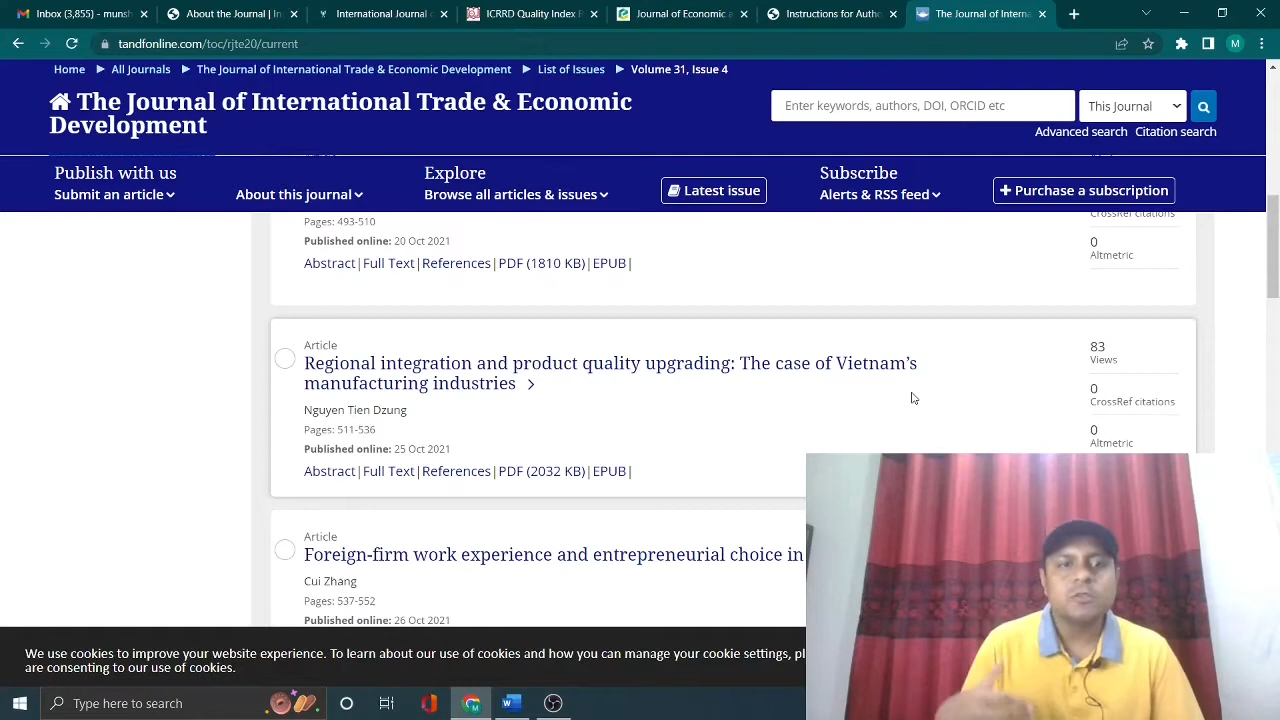 Inbox (3,855) - munsh
About the Journal | In
International Journal o
ICRRD Quality Index R
Journal of Economic a
Instructions for Autho
The Journal of Interna
tandfonline.com/toc/rjte20/current
M
Home All Journals The Journal of International Trade & Economic Development List of Issues Volume 31, Issue 4
The Journal of International Trade & Economic
Development
Enter keywords, authors, DOI, ORCID etc
This Journal
Advanced search Citation search
Publish with us
Submit an article
About this journal
Explore
Browse all articles & issues
Latest issue
Subscribe
Alerts & RSS feed
+ Purchase a subscription
Pages: 493-510
Published online: 20 Oct 2021
Abstract|Full Text|References|PDF (1810 KB)|EPUB|
CrossRef citations
0
Altmetric
Article
Regional integration and product quality upgrading: The case of Vietnam’s
manufacturing industries
Nguyen Tien Dzung
Pages: 511-536
Published online: 25 Oct 2021
Abstract|Full Text|References|PDF (2032 KB)|EPUB|
83
Views
0
CrossRef citations
0
Altmetric
Article
Foreign-firm work experience and entrepreneurial choice in
Cui Zhang
Pages: 537-552
Published online: 26 Oct 2021
We use cookies to improve your website experience. To learn about our use of cookies and how you can manage your cookie settings, pl
are consenting to our use of cookies.
Type here to search